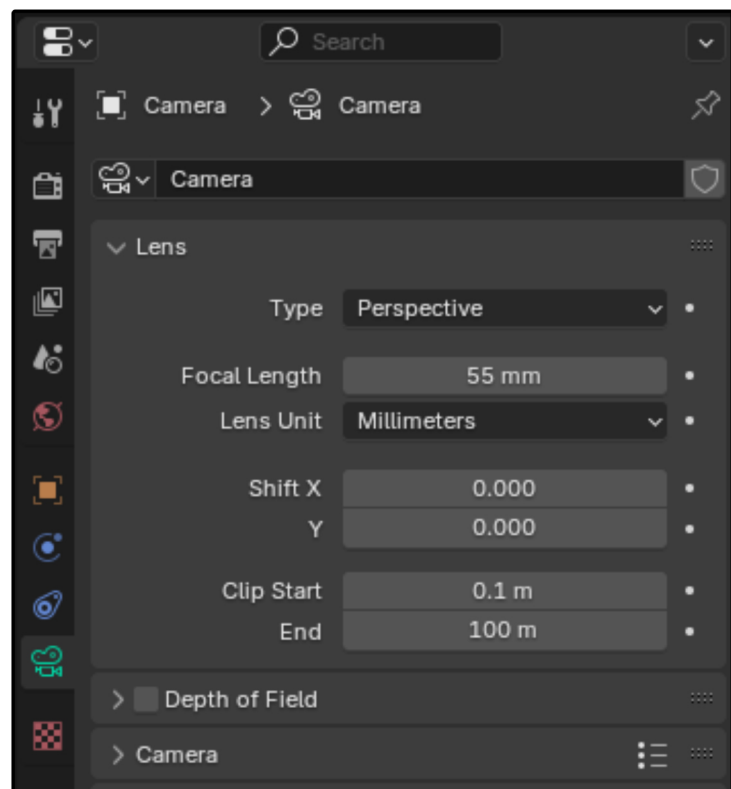 Search
Camera > Camera
Camera
Lens
Type Perspective
Focal Length 55 mm
Lens Unit Millimeters
Shift X 0.000
Y 0.000
Clip Start 0.1 m
End 100 m
Depth of Field
Camera